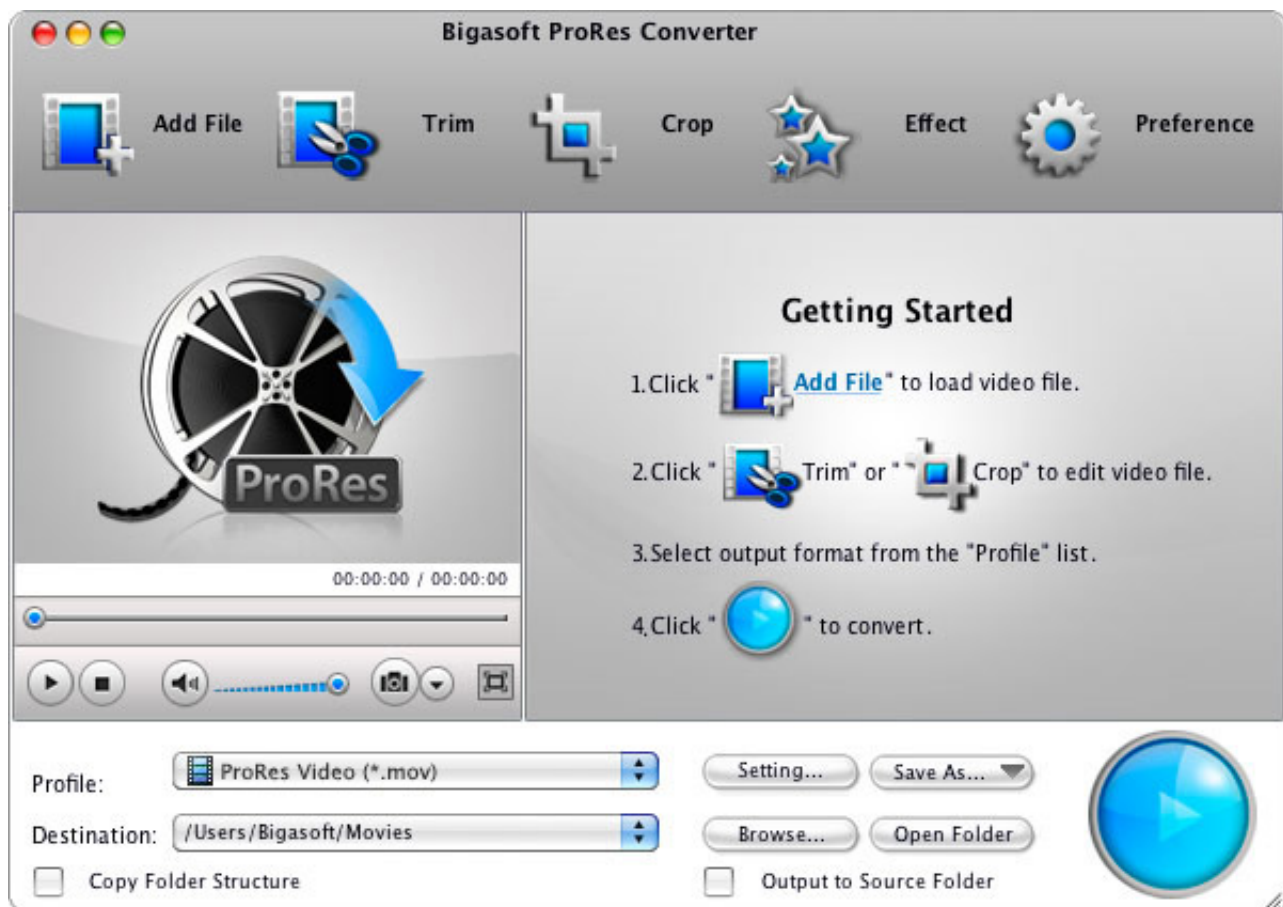 Bigasoft ProRes Converter
Add File Trim Crop Effect Preference
ProRes
00:00:00 / 00:00:00
Getting Started
1.Click " Add File" to load video file.
2.Click " Trim" or " Crop" to edit video file.
3.Select output format from the "Profile" list.
4.Click " " to convert.
Profile: ProRes Video (*.mov) Setting... Save As...
Destination: /Users/Bigasoft/Movies Browse... Open Folder
Copy Folder Structure Output to Source Folder